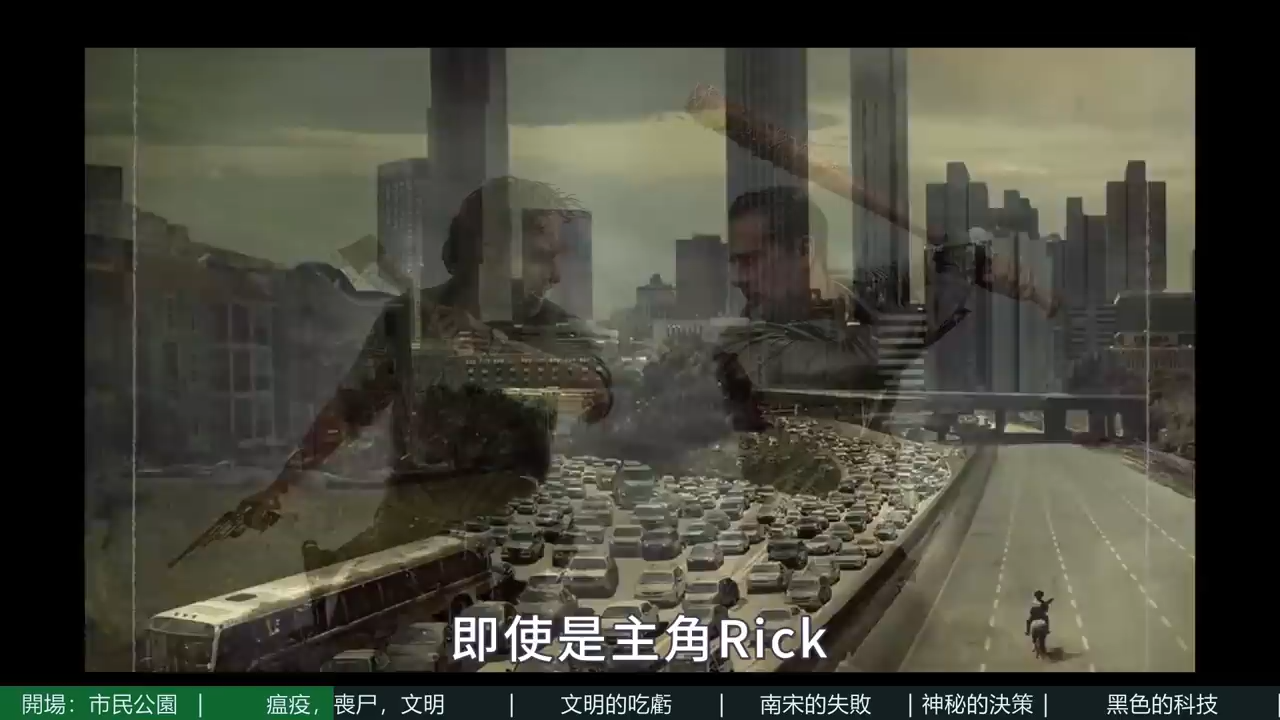 即使是主角Rick
開場：市民公園 | 瘟疫，喪尸，文明 | 文明的吃虧 | 南宋的失敗 | 神秘的決策 | 黑色的科技